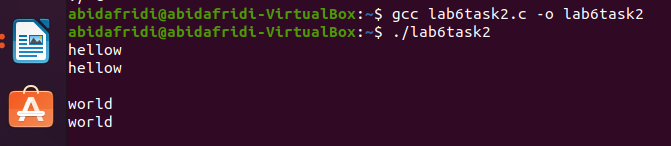 abidafridi@abidafridi-VirtualBox:~$ gcc lab6task2.c -o lab6task2
abidafridi@abidafridi-VirtualBox:~$ ./lab6task2
hellow
hellow
world
world